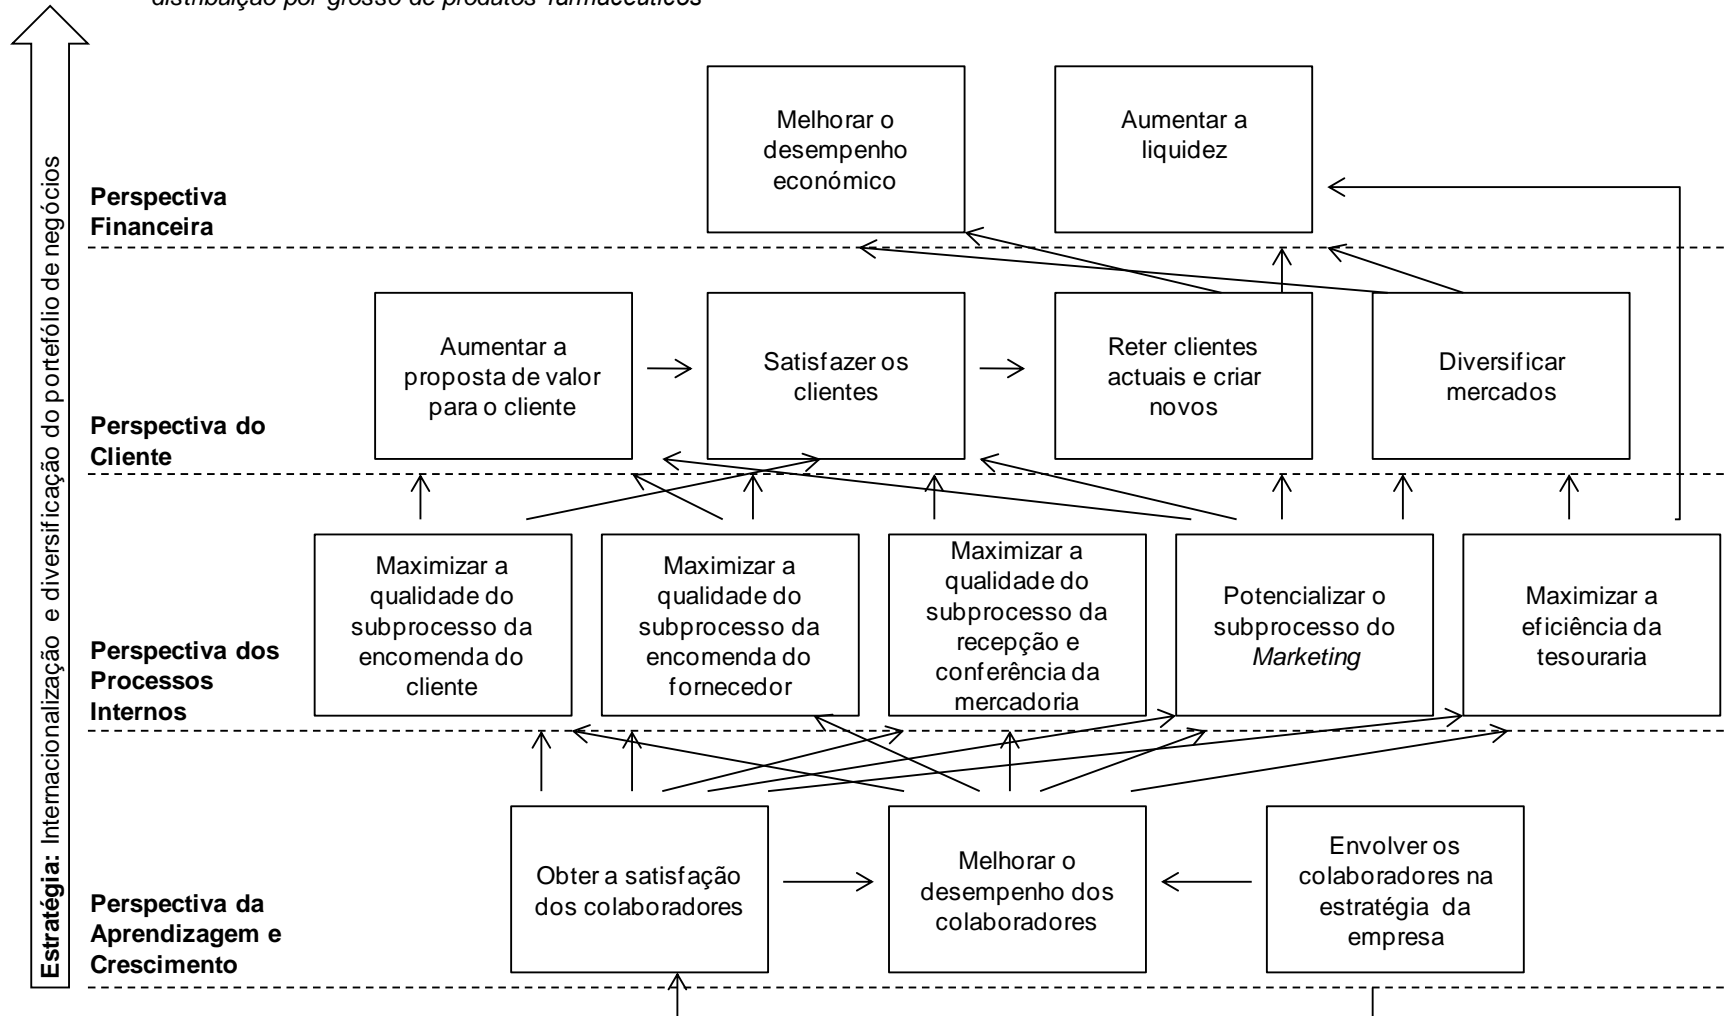 distribuição por grosso de produtos farmacêuticos
Estratégia: Internacionalização e diversificação do portefólio de negócios
Perspectiva
Financeira
Melhorar o
desempenho
económico
Aumentar a
liquidez
Perspectiva do
Cliente
Aumentar a
proposta de valor
para o cliente
Satisfazer os
clientes
Reter clientes
actuais e criar
novos
Diversificar
mercados
Perspectiva dos
Processos
Internos
Maximizar a
qualidade do
subprocesso da
encomenda do
cliente
Maximizar a
qualidade do
subprocesso da
encomenda do
fornecedor
Maximizar a
qualidade do
subprocesso da
recepção e
conferência da
mercadoria
Potencializar o
subprocesso do
Marketing
Maximizar a
eficiência da
tesouraria
Perspectiva da
Aprendizagem e
Crescimento
Obter a satisfação
dos colaboradores
Melhorar o
desempenho dos
colaboradores
Envolver os
colaboradores na
estratégia da
empresa